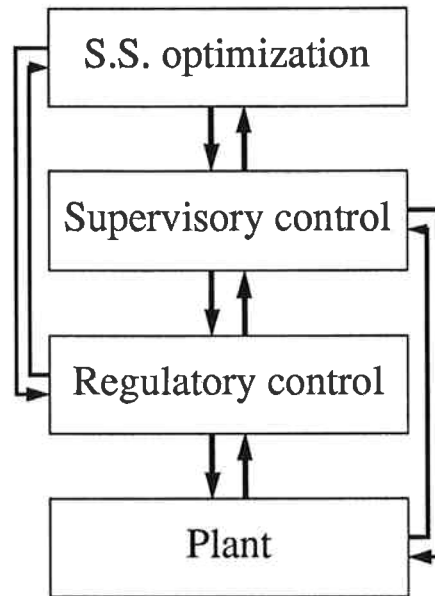 S.S. optimization
Supervisory control
Regulatory control
Plant